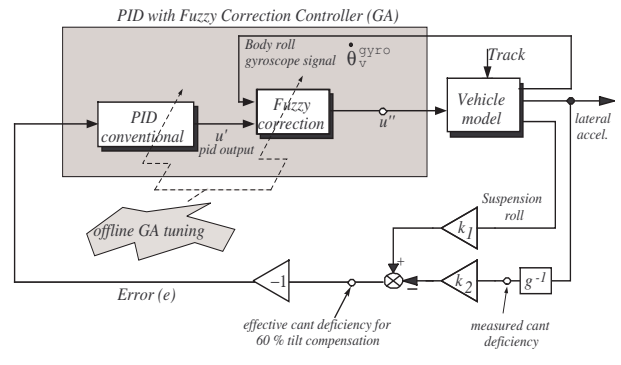 PID with Fuzzy Correction Controller (GA)
Body roll
gyroscope signal
θ̇ᵥ gyro
Track
PID
conventional
Fuzzy
correction
Vehicle
model
u'
pid output
u''
lateral
accel.
offline GA tuning
Suspension
roll
k1
+
−1
k2
−
g⁻¹
Error (e)
effective cant deficiency for
60 % tilt compensation
measured cant
deficiency